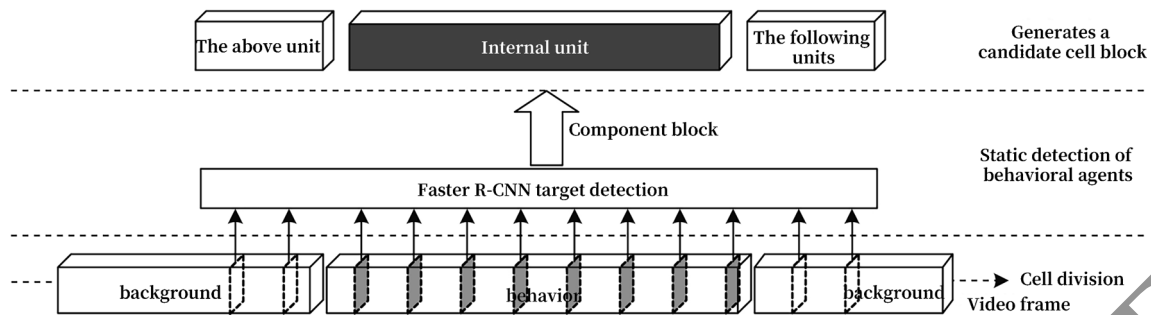 The above unit
Internal unit
The following
units
Generates a
candidate cell block
Component block
Static detection of
behavioral agents
Faster R-CNN target detection
background
behavior
background
Cell division
Video frame